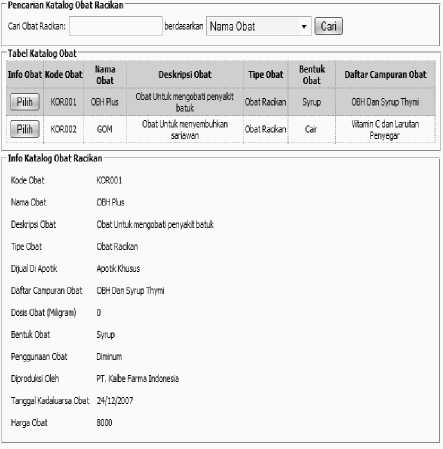 Pencarian Katalog Obat Racikan
Cari Obat Racikan: berdasarkan Nama Obat Cari
Tabel Katalog Obat
Info Obat Kode Obat Nama Obat Deskripsi Obat Tipe Obat Bentuk Obat Daftar Campuran Obat
Pilih KOR001 OBH Plus Obat Untuk mengobati penyakit batuk Obat Racikan Syrup OBH Dan Syrup Thymi
Pilih KOR002 GOM Obat Untuk menyembuhkan sariawan Obat Racikan Cair Vitamin C dan Larutan Penyegar
Info Katalog Obat Racikan
Kode Obat KOR001
Nama Obat OBH Plus
Deskripsi Obat Obat Untuk mengobati penyakit batuk
Tipe Obat Obat Racikan
Dijual Di Apotik Apotik Khusus
Daftar Campuran Obat OBH Dan Syrup Thymi
Dosis Obat (Miligram) 0
Bentuk Obat Syrup
Penggunaan Obat Diminum
Diproduksi Oleh PT. Kalbe Farma Indonesia
Tanggal Kadaluarsa Obat 24/12/2007
Harga Obat 8000